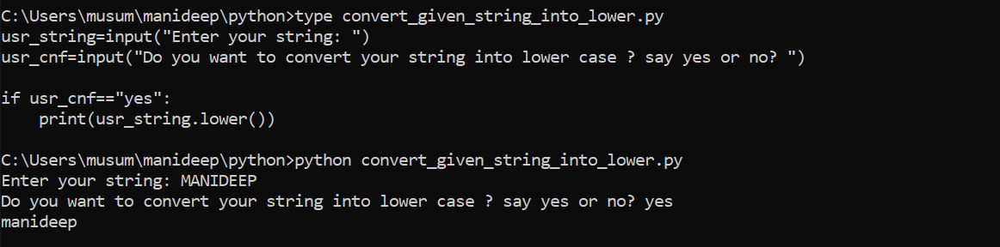 C:\Users\musum\manideep\python>type convert_given_string_into_lower.py
usr_string=input("Enter your string: ")
usr_cnf=input("Do you want to convert your string into lower case ? say yes or no? ")
if usr_cnf=="yes":
    print(usr_string.lower())
C:\Users\musum\manideep\python>python convert_given_string_into_lower.py
Enter your string: MANIDEEP
Do you want to convert your string into lower case ? say yes or no? yes
manideep